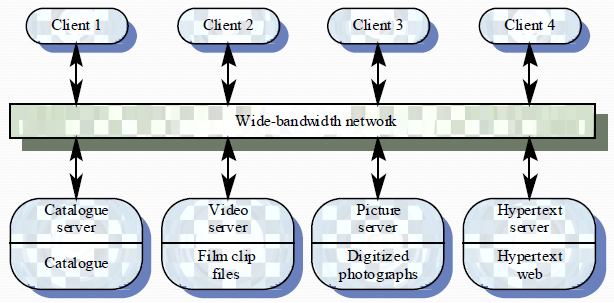 Client 1
Client 2
Client 3
Client 4
Wide-bandwidth network
Catalogue
server
Catalogue
Video
server
Film clip
files
Picture
server
Digitized
photographs
Hypertext
server
Hypertext
web